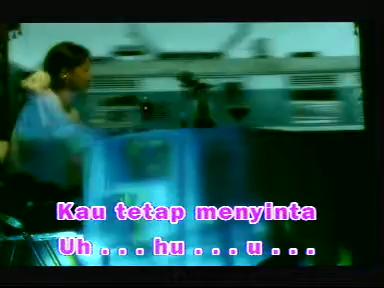 Kau tetap menyinta
Uh . . . hu . . . u . . .